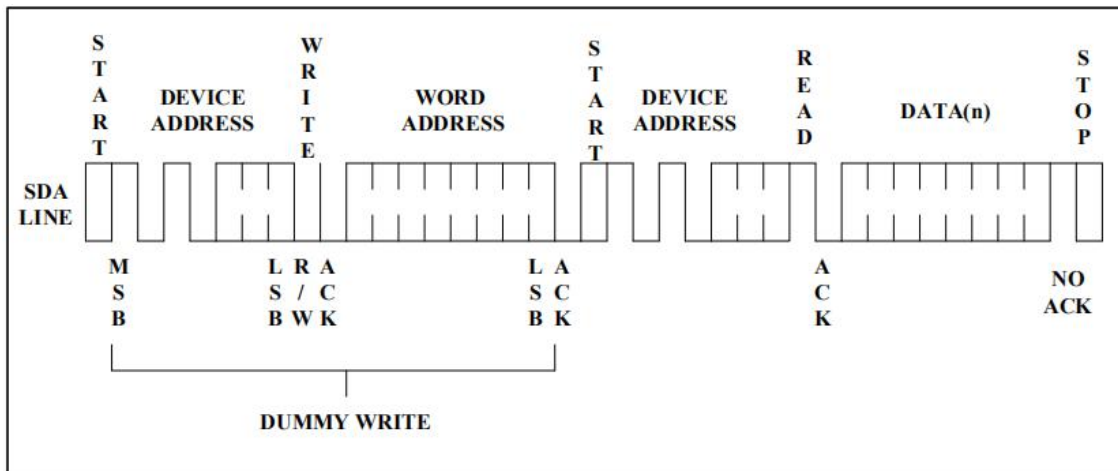 START
WRITE
START
READ
STOP
DEVICE
ADDRESS
WORD
ADDRESS
DEVICE
ADDRESS
DATA(n)
SDA
LINE
MSB
LSB
R/W
ACK
LSB
ACK
ACK
NO
ACK
DUMMY WRITE